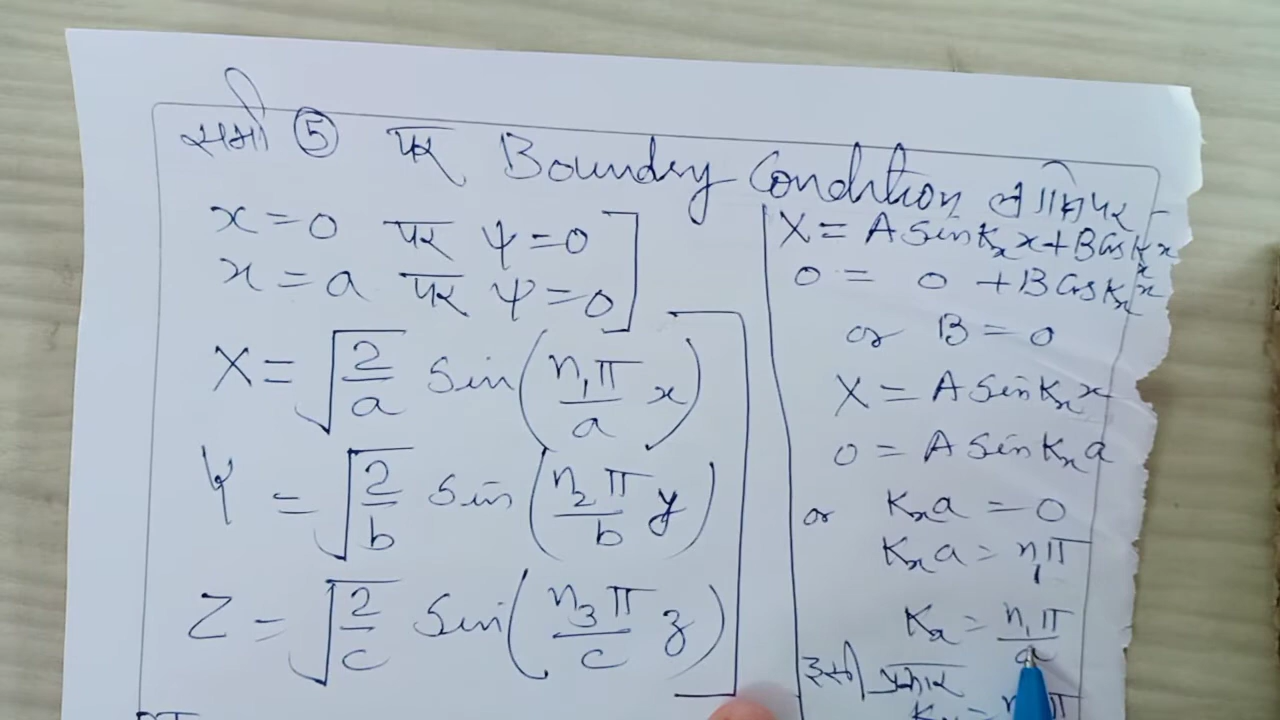 समी ⑤ पर Boundry Condition लगाने पर -
x = 0 पर ψ = 0
x = a पर ψ = 0
X = √(2/a) Sin(n₁π/a x)
Y = √(2/b) Sin(n₂π/b y)
Z = √(2/c) Sin(n₃π/c z)
X = A Sin Kₓx + B Cos Kₓx
0 = 0 + B Cos Kₓx
or B = 0
X = A Sin Kₓx
0 = A Sin Kₓa
or Kₓa = 0
Kₓa = n₁π
Kₓ = n₁π/a
इसी प्रकार